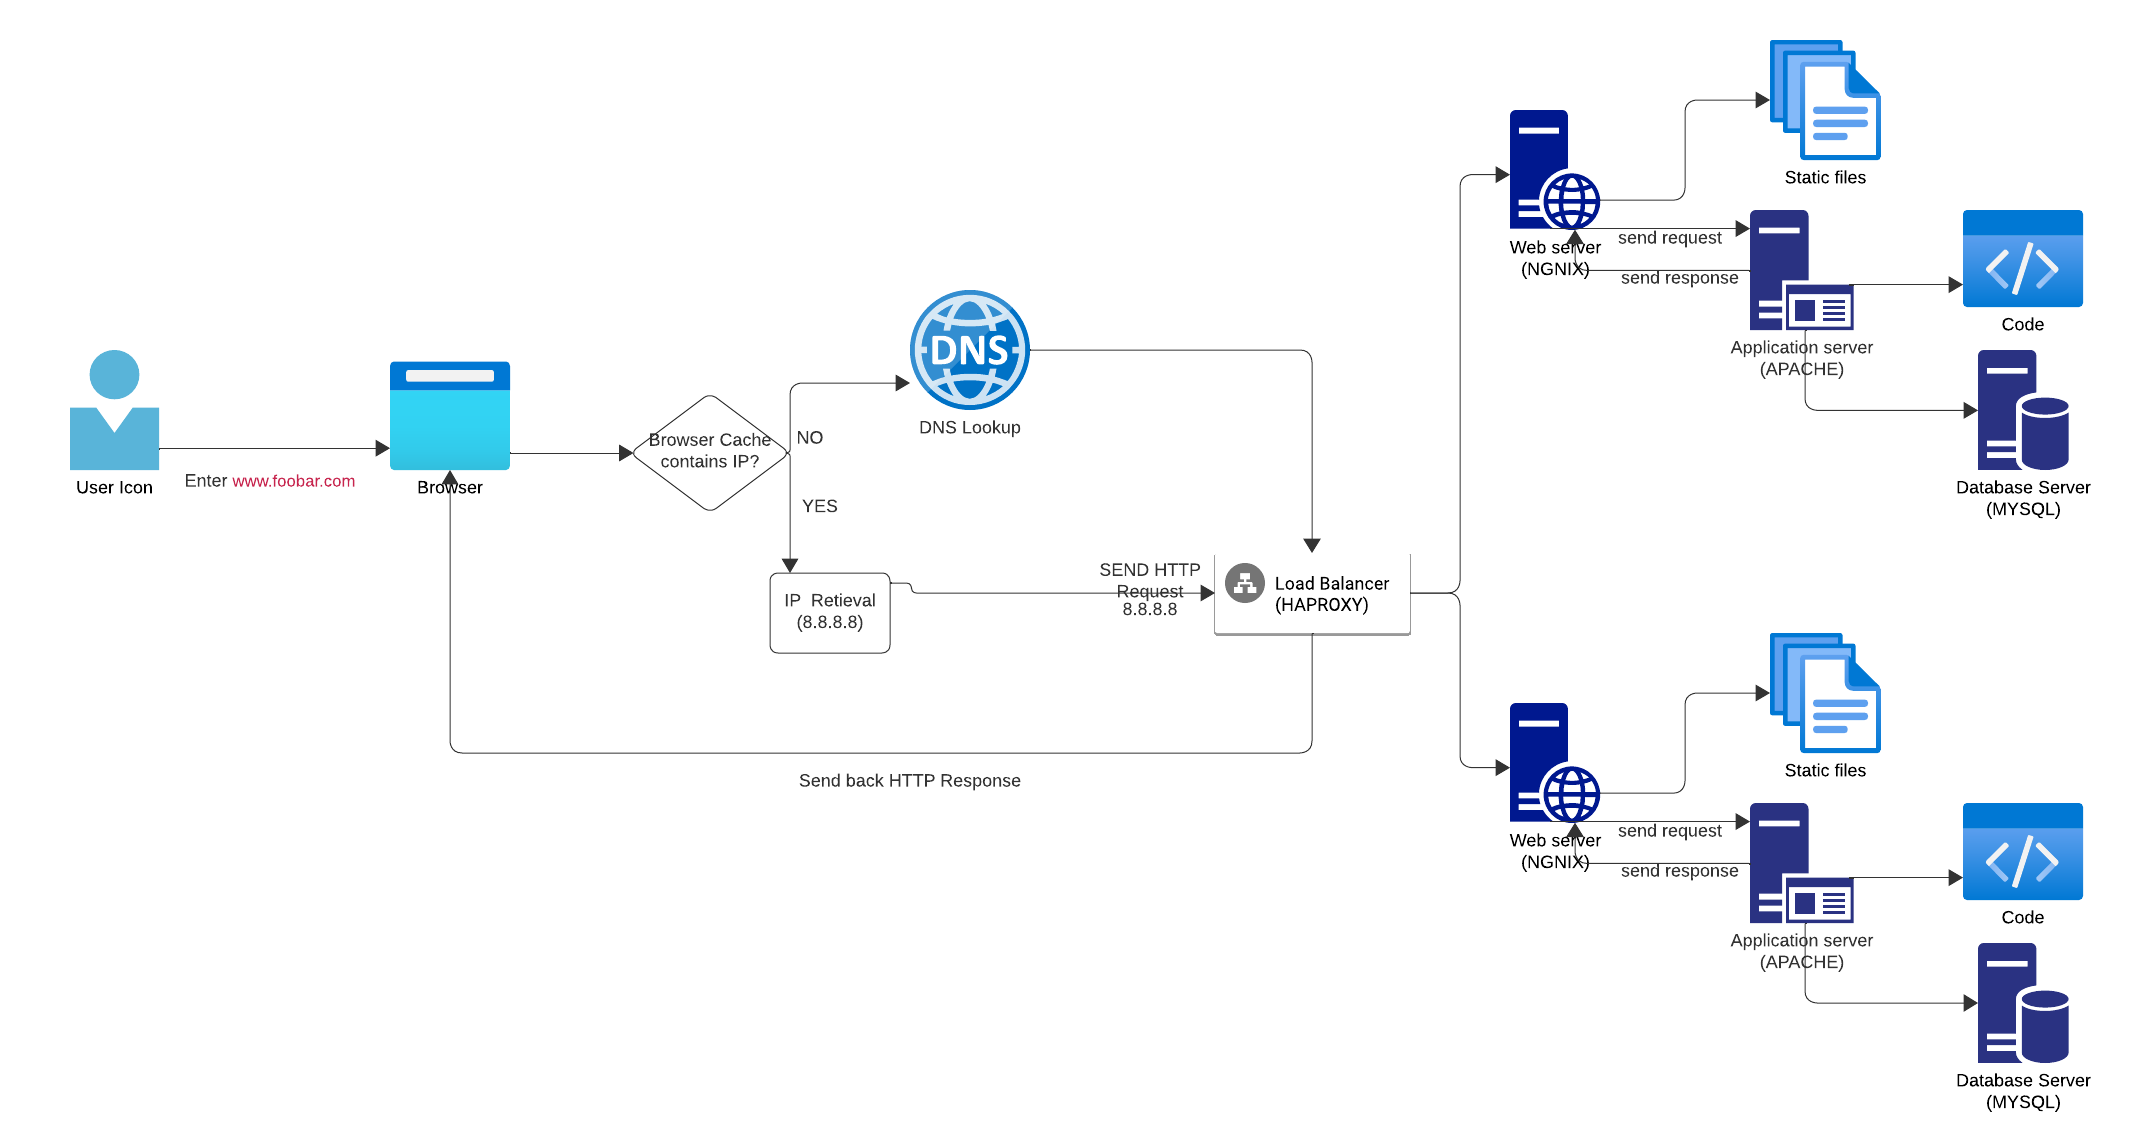 User Icon
Enter www.foobar.com
Browser
Browser Cache
contains IP?
NO
YES
DNS
DNS Lookup
IP Retieval
(8.8.8.8)
SEND HTTP
Request
8.8.8.8
Load Balancer
(HAPROXY)
Send back HTTP Response
Static files
Web server
(NGNIX)
send request
send response
Application server
(APACHE)
Code
Database Server
(MYSQL)
Static files
Web server
(NGNIX)
send request
send response
Application server
(APACHE)
Code
Database Server
(MYSQL)